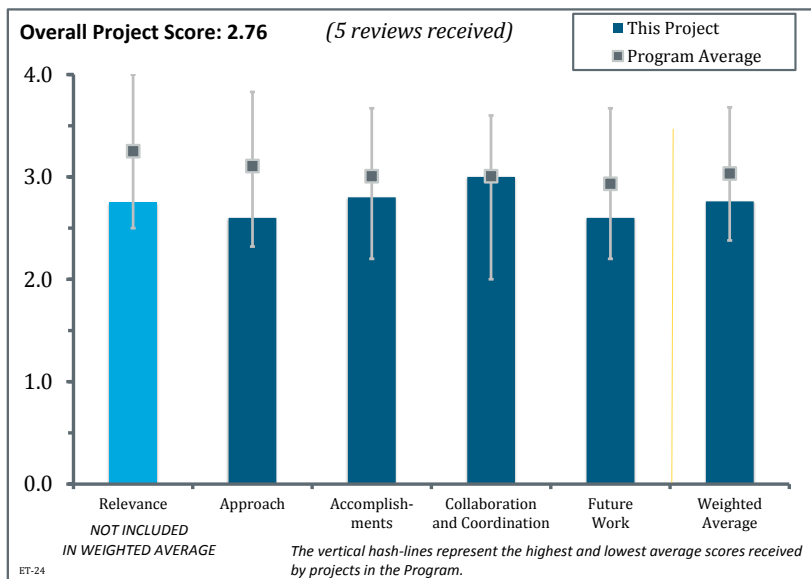 Overall Project Score: 2.76 (5 reviews received)
This Project
Program Average
4.0
3.0
2.0
1.0
0.0
Relevance
Approach
Accomplish-
ments
Collaboration
and Coordination
Future
Work
Weighted
Average
NOT INCLUDED
IN WEIGHTED AVERAGE
The vertical hash-lines represent the highest and lowest average scores received
by projects in the Program.
ET-24